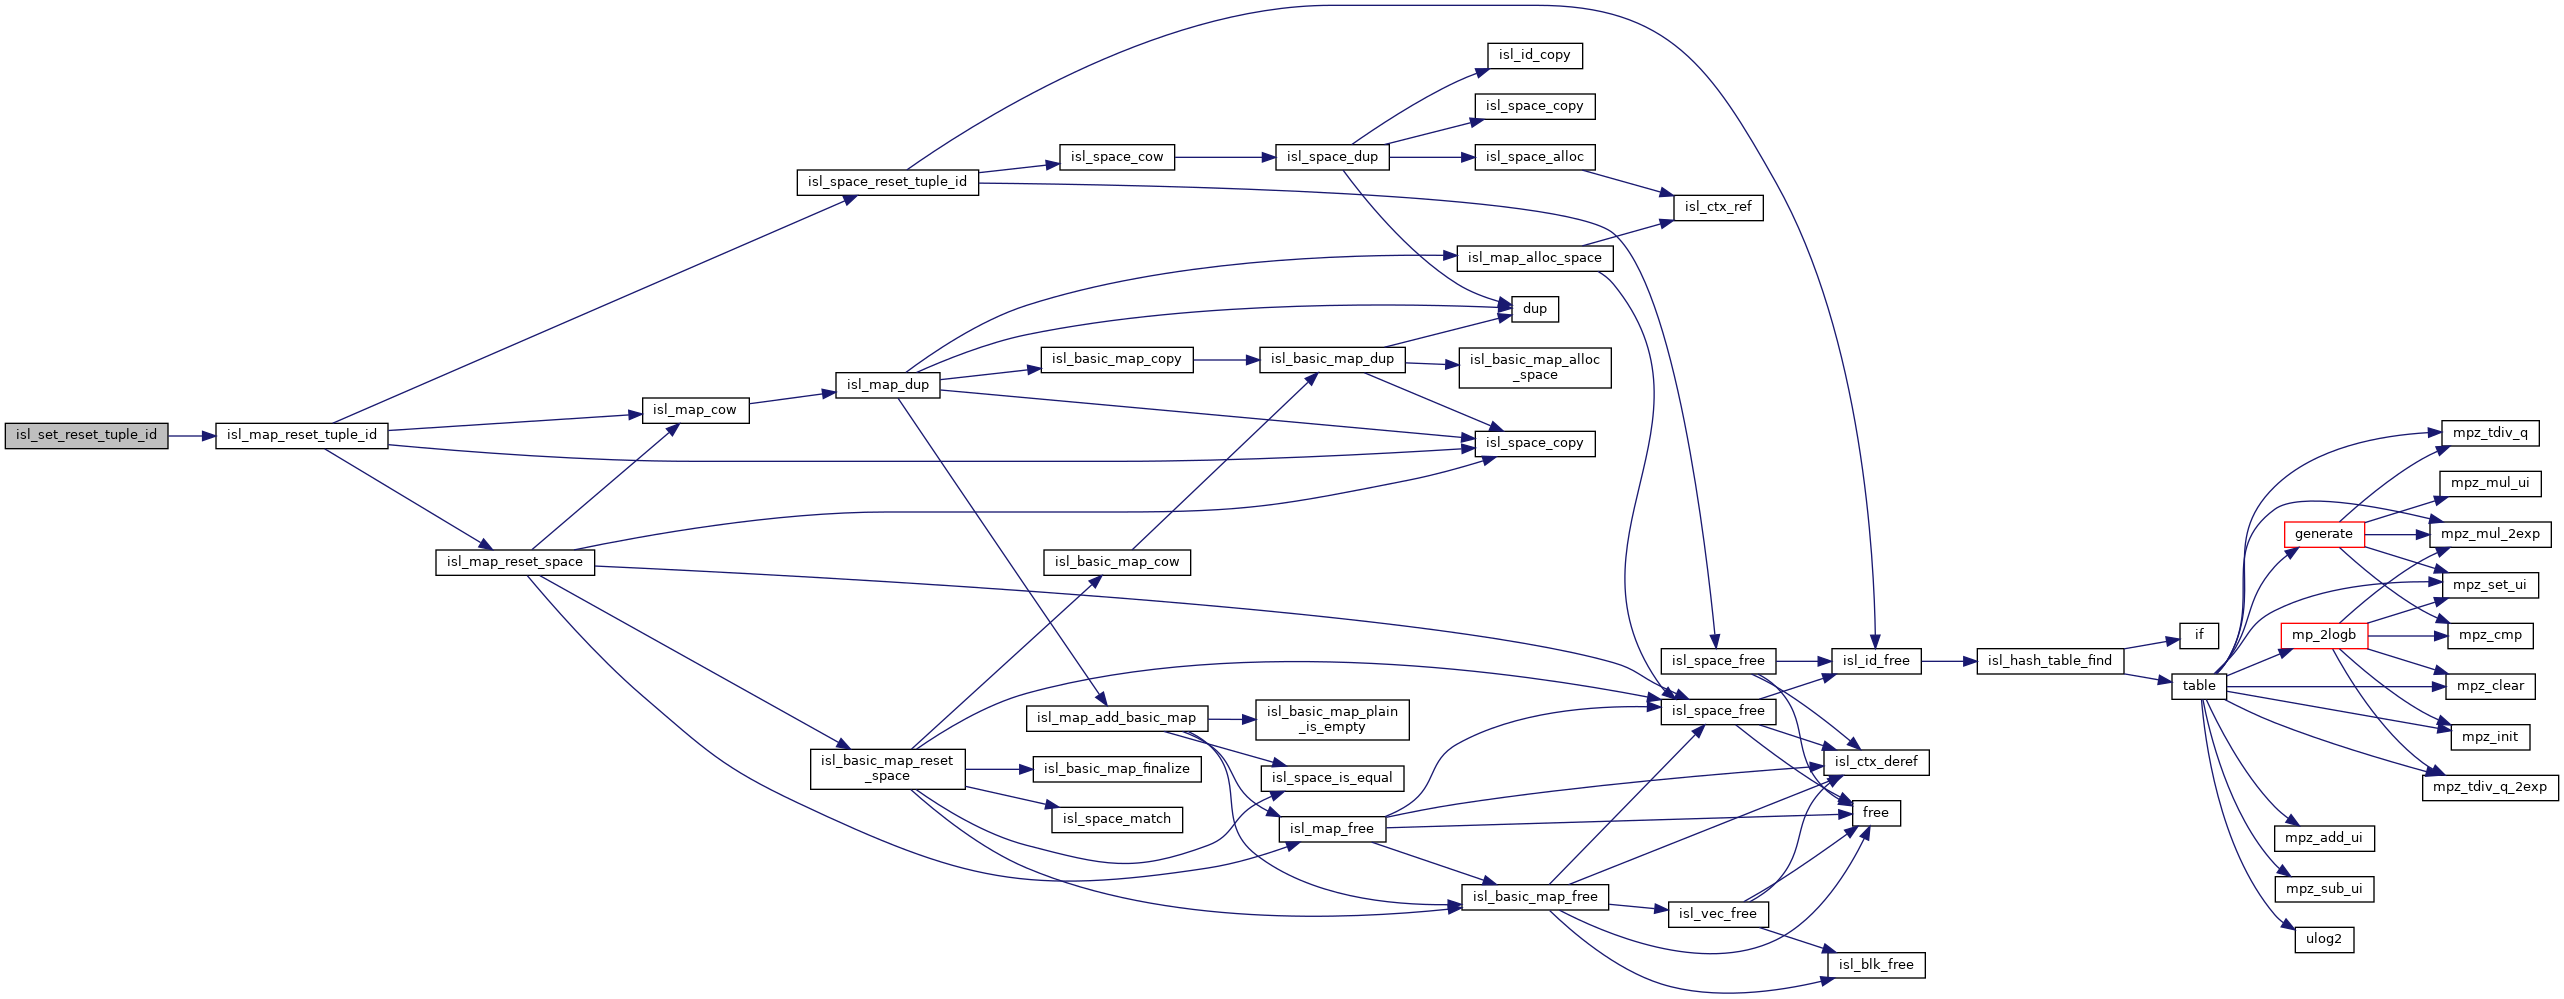 isl_set_reset_tuple_id
isl_map_reset_tuple_id
isl_map_reset_space
isl_map_cow
isl_space_reset_tuple_id
isl_map_dup
isl_basic_map_reset
_space
isl_space_cow
isl_basic_map_copy
isl_basic_map_cow
isl_map_add_basic_map
isl_basic_map_finalize
isl_space_match
isl_space_dup
isl_basic_map_dup
isl_basic_map_plain
_is_empty
isl_space_is_equal
isl_map_free
isl_id_copy
isl_space_copy
isl_space_alloc
isl_map_alloc_space
dup
isl_basic_map_alloc
_space
isl_space_copy
isl_basic_map_free
isl_ctx_ref
isl_space_free
isl_space_free
isl_vec_free
isl_id_free
isl_ctx_deref
free
isl_blk_free
isl_hash_table_find
if
table
generate
mp_2logb
mpz_add_ui
mpz_sub_ui
ulog2
mpz_tdiv_q
mpz_mul_ui
mpz_mul_2exp
mpz_set_ui
mpz_cmp
mpz_clear
mpz_init
mpz_tdiv_q_2exp